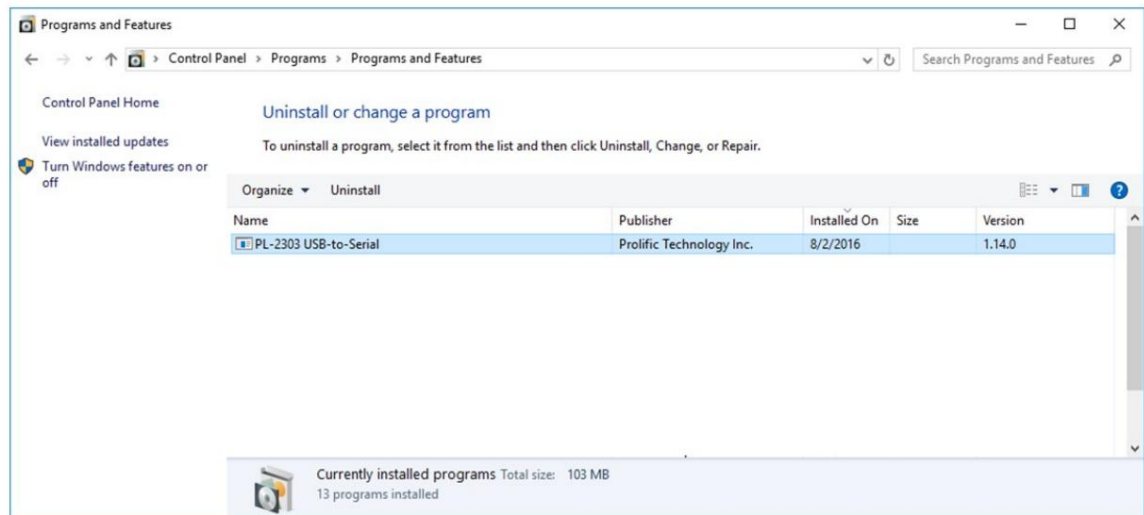 Programs and Features
Control Panel > Programs > Programs and Features
Search Programs and Features
Control Panel Home
View installed updates
Turn Windows features on or
off
Uninstall or change a program
To uninstall a program, select it from the list and then click Uninstall, Change, or Repair.
Organize Uninstall
Name Publisher Installed On Size Version
PL-2303 USB-to-Serial Prolific Technology Inc. 8/2/2016 1.14.0
Currently installed programs Total size: 103 MB
13 programs installed